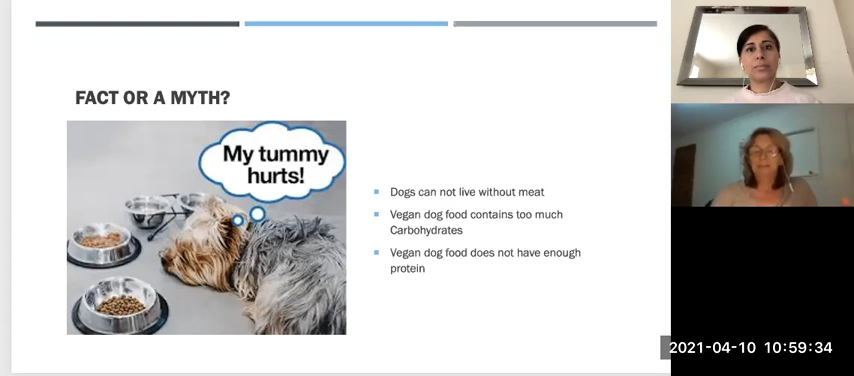 FACT OR A MYTH?
My tummy
hurts!
Dogs can not live without meat
Vegan dog food contains too much
Carbohydrates
Vegan dog food does not have enough
protein
2021-04-10 10:59:34